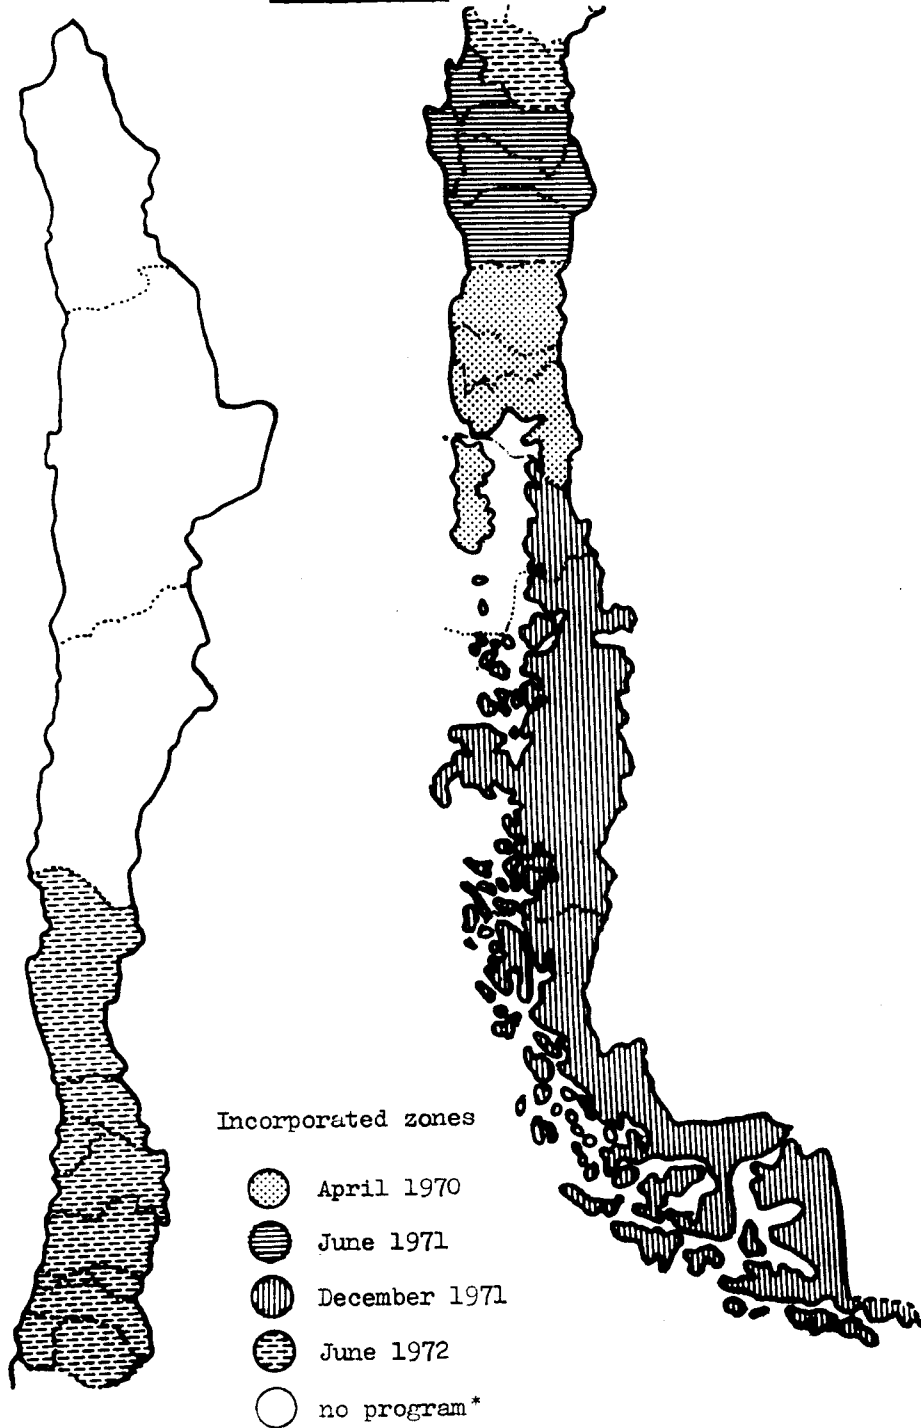 Incorporated zones
April 1970
June 1971
December 1971
June 1972
no program*